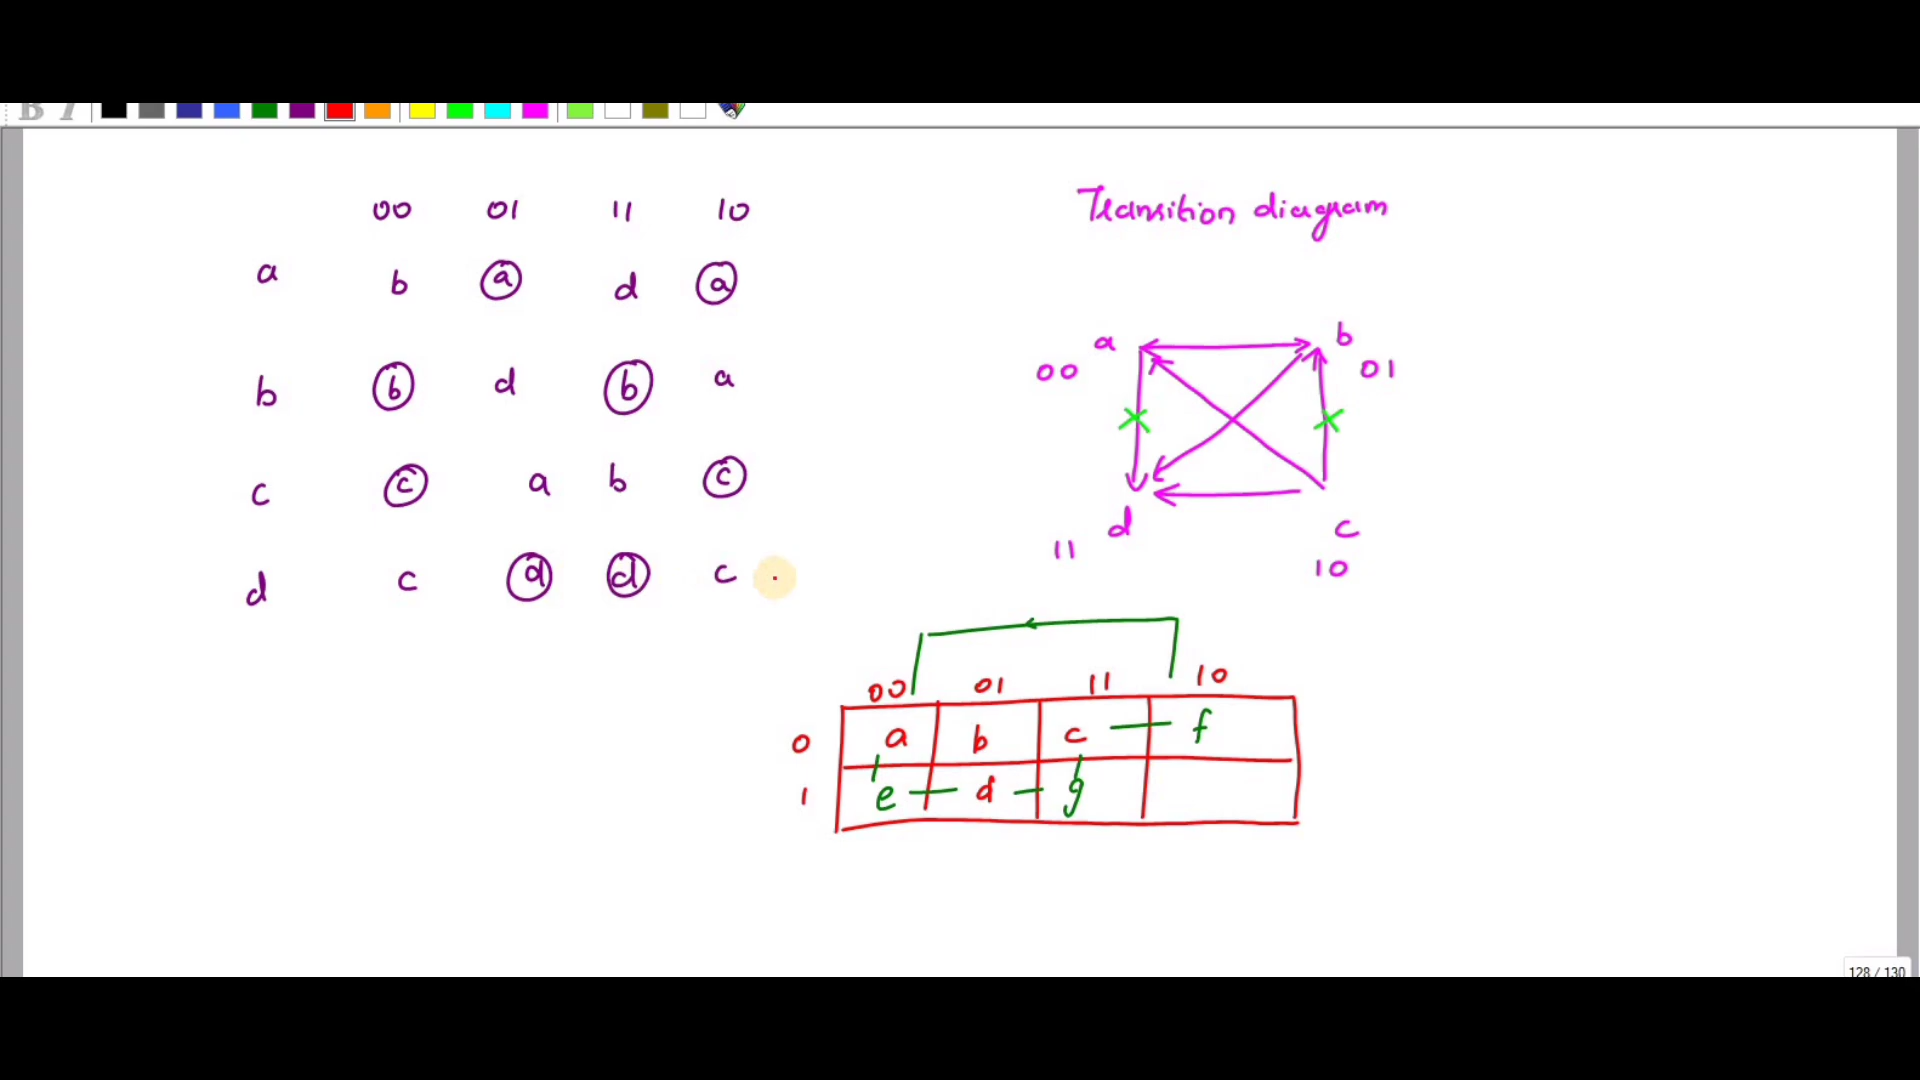 B I
00 01 11 10
a b a d a
b b d b a
c c a b c
d c d d c
Transition diagram
a b
00 01
d c
11 10
00 01 11 10
0 a b c f
1 e d g
128 / 130